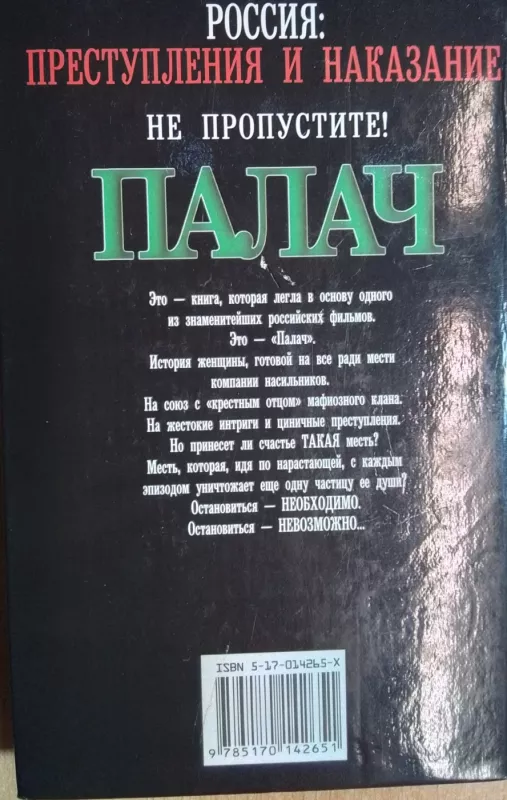 РОССИЯ:
ПРЕСТУПЛЕНИЯ И НАКАЗАНИЕ
НЕ ПРОПУСТИТЕ!
ПАЛАЧ
Это — книга, которая легла в основу одного
из знаменитейших российских фильмов.
Это — «Палач».
История женщины, готовой на все ради мести
компании насильников.
На союз с «крестным отцом» мафиозного клана.
На жестокие интриги и циничные преступления.
Но принесет ли счастье ТАКАЯ месть?
Месть, которая, идя по нарастающей, с каждым
эпизодом уничтожает еще одну частицу ее души?
Остановиться — НЕОБХОДИМО.
Остановиться — НЕВОЗМОЖНО...
ISBN 5-17-014265-X
9 785170 142651